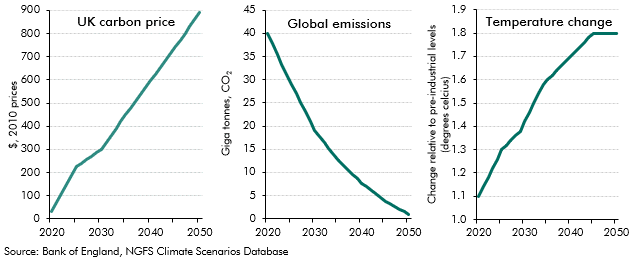 UK carbon price
$, 2010 prices
900
800
700
600
500
400
300
200
100
0
2020 2030 2040 2050
Global emissions
Giga tonnes, CO₂
45
40
35
30
25
20
15
10
5
0
2020 2030 2040 2050
Temperature change
Change relative to pre-industrial levels
(degrees celcius)
1.9
1.8
1.7
1.6
1.5
1.4
1.3
1.2
1.1
1.0
2020 2030 2040 2050
Source: Bank of England, NGFS Climate Scenarios Database